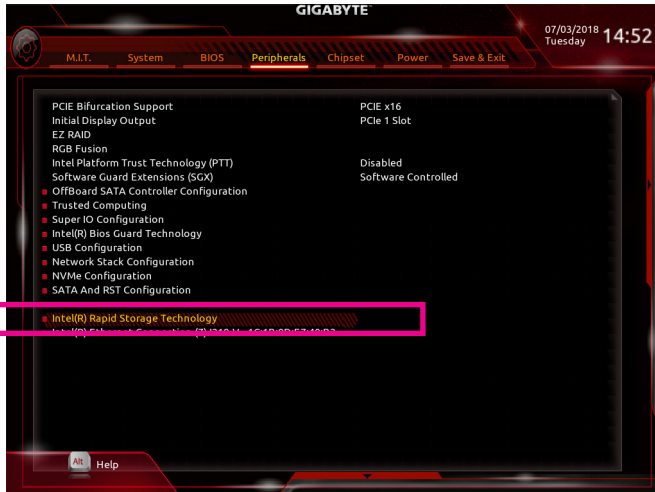 GIGABYTE
07/03/2018 14:52
Tuesday
M.I.T. System BIOS Peripherals Chipset Power Save & Exit
PCIE Bifurcation Support PCIE x16
Initial Display Output PCIe 1 Slot
EZ RAID
RGB Fusion
Intel Platform Trust Technology (PTT) Disabled
Software Guard Extensions (SGX) Software Controlled
OffBoard SATA Controller Configuration
Trusted Computing
Super IO Configuration
Intel(R) Bios Guard Technology
USB Configuration
Network Stack Configuration
NVMe Configuration
SATA And RST Configuration
Intel(R) Rapid Storage Technology
Intel(R) Ethernet Connection
Alt Help